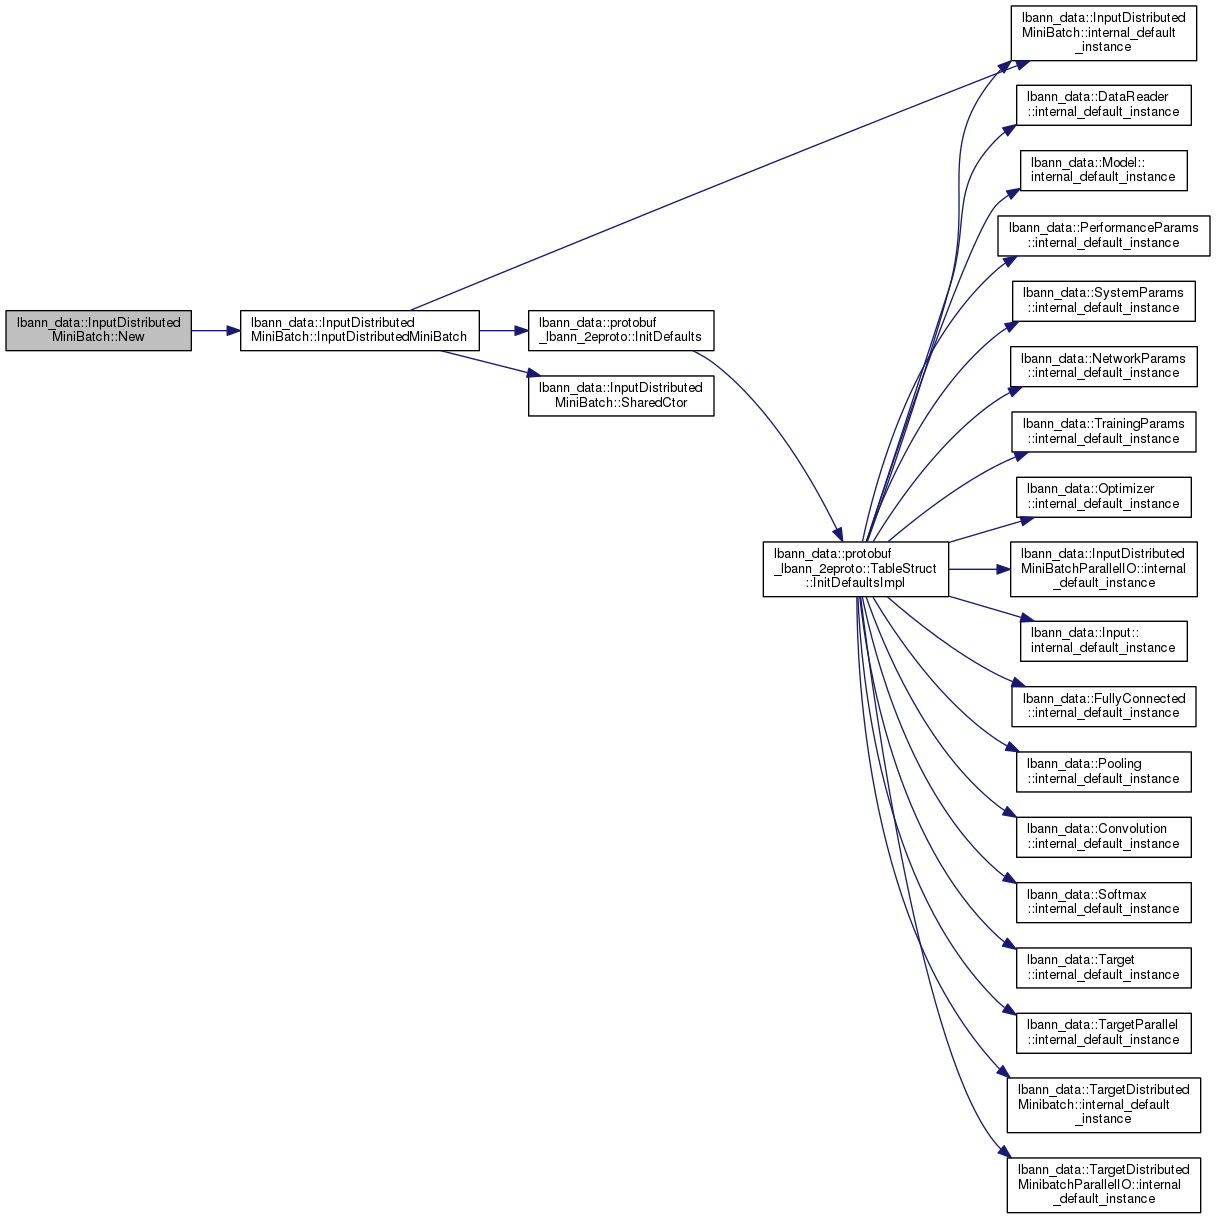 lbann_data::InputDistributed
MiniBatch::New
lbann_data::InputDistributed
MiniBatch::InputDistributedMiniBatch
lbann_data::protobuf
_lbann_2eproto::InitDefaults
lbann_data::InputDistributed
MiniBatch::SharedCtor
lbann_data::protobuf
_lbann_2eproto::TableStruct
::InitDefaultsImpl
lbann_data::InputDistributed
MiniBatch::internal_default
_instance
lbann_data::DataReader
::internal_default_instance
lbann_data::Model::
internal_default_instance
lbann_data::PerformanceParams
::internal_default_instance
lbann_data::SystemParams
::internal_default_instance
lbann_data::NetworkParams
::internal_default_instance
lbann_data::TrainingParams
::internal_default_instance
lbann_data::Optimizer
::internal_default_instance
lbann_data::InputDistributed
MiniBatchParallelIO::internal
_default_instance
lbann_data::Input::
internal_default_instance
lbann_data::FullyConnected
::internal_default_instance
lbann_data::Pooling
::internal_default_instance
lbann_data::Convolution
::internal_default_instance
lbann_data::Softmax
::internal_default_instance
lbann_data::Target
::internal_default_instance
lbann_data::TargetParallel
::internal_default_instance
lbann_data::TargetDistributed
Minibatch::internal_default
_instance
lbann_data::TargetDistributed
MinibatchParallelIO::internal
_default_instance